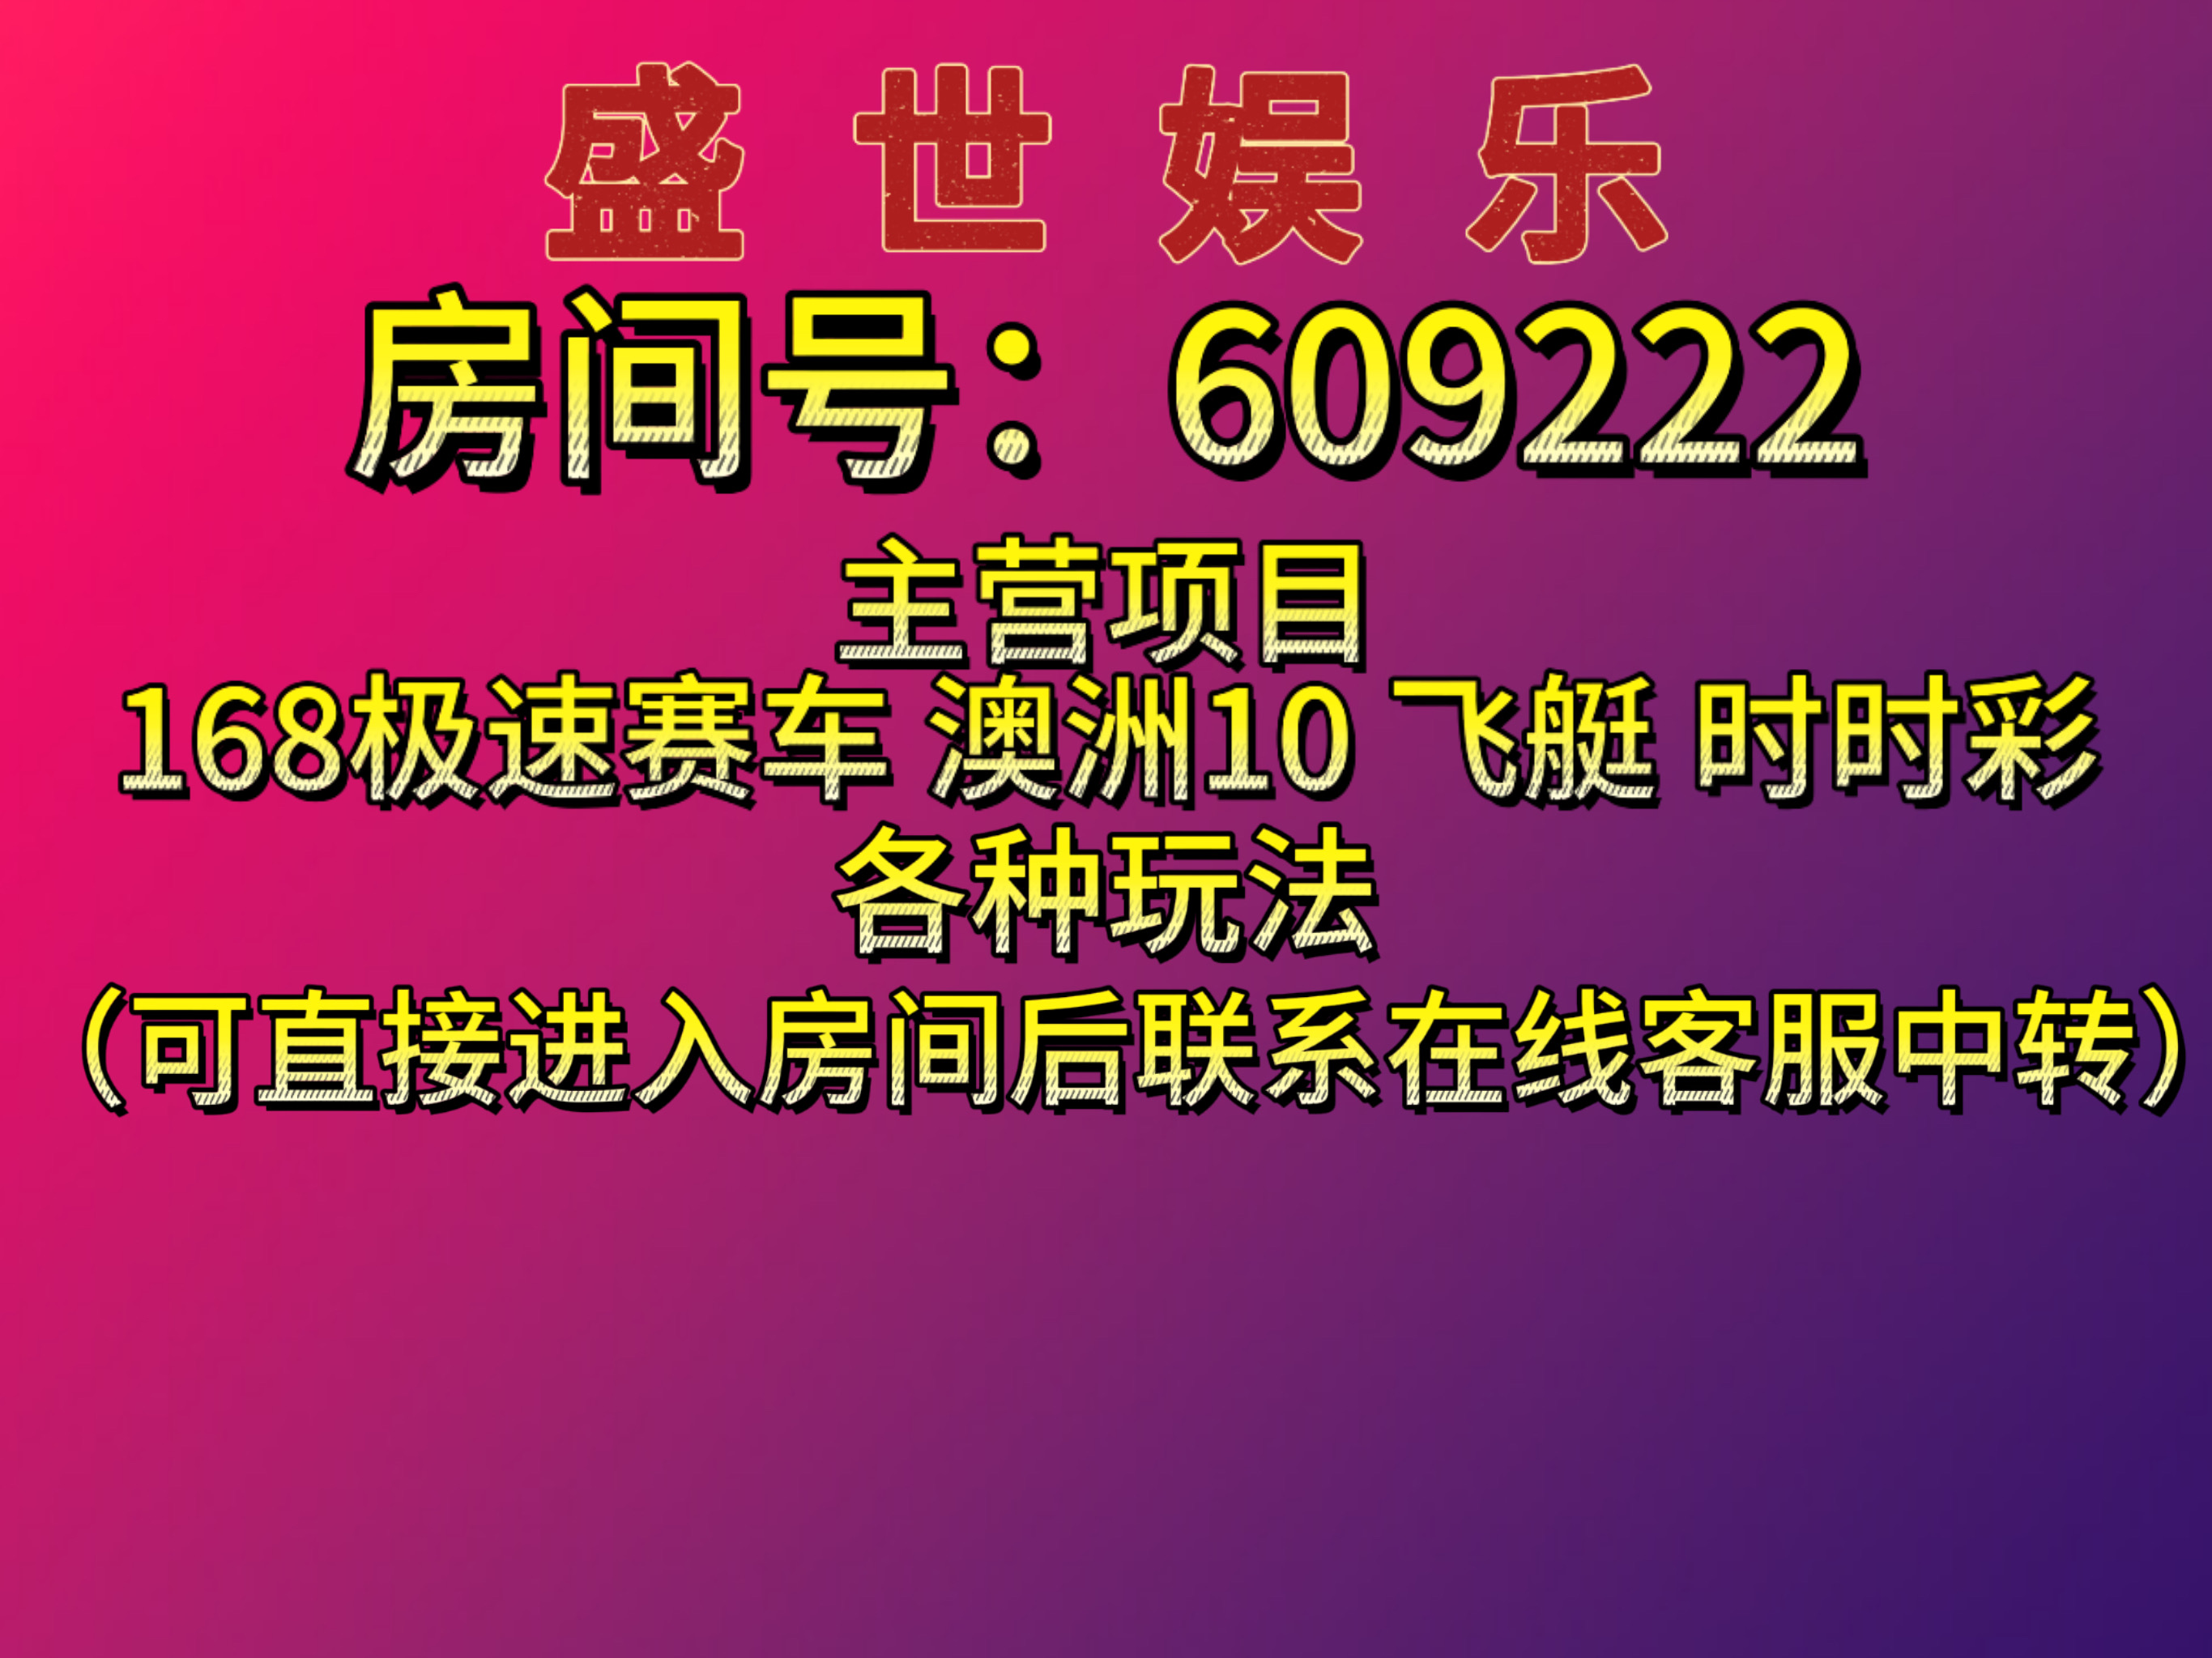 盛世娱乐
房间号：609222
主营项目
168极速赛车 澳洲10 飞艇 时时彩
各种玩法
（可直接进入房间后联系在线客服中转）